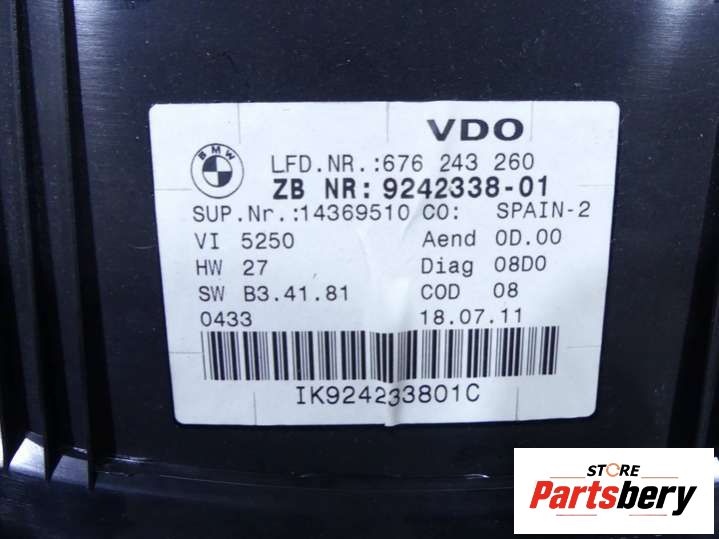 VDO
BMW
LFD.NR.:676 243 260
ZB NR: 9242338-01
SUP.Nr.:14369510 CO: SPAIN-2
VI 5250 Aend 0D.00
HW 27 Diag 08D0
SW B3.41.81 COD 08
0433 18.07.11
IK924233801C
STORE
Partsbery